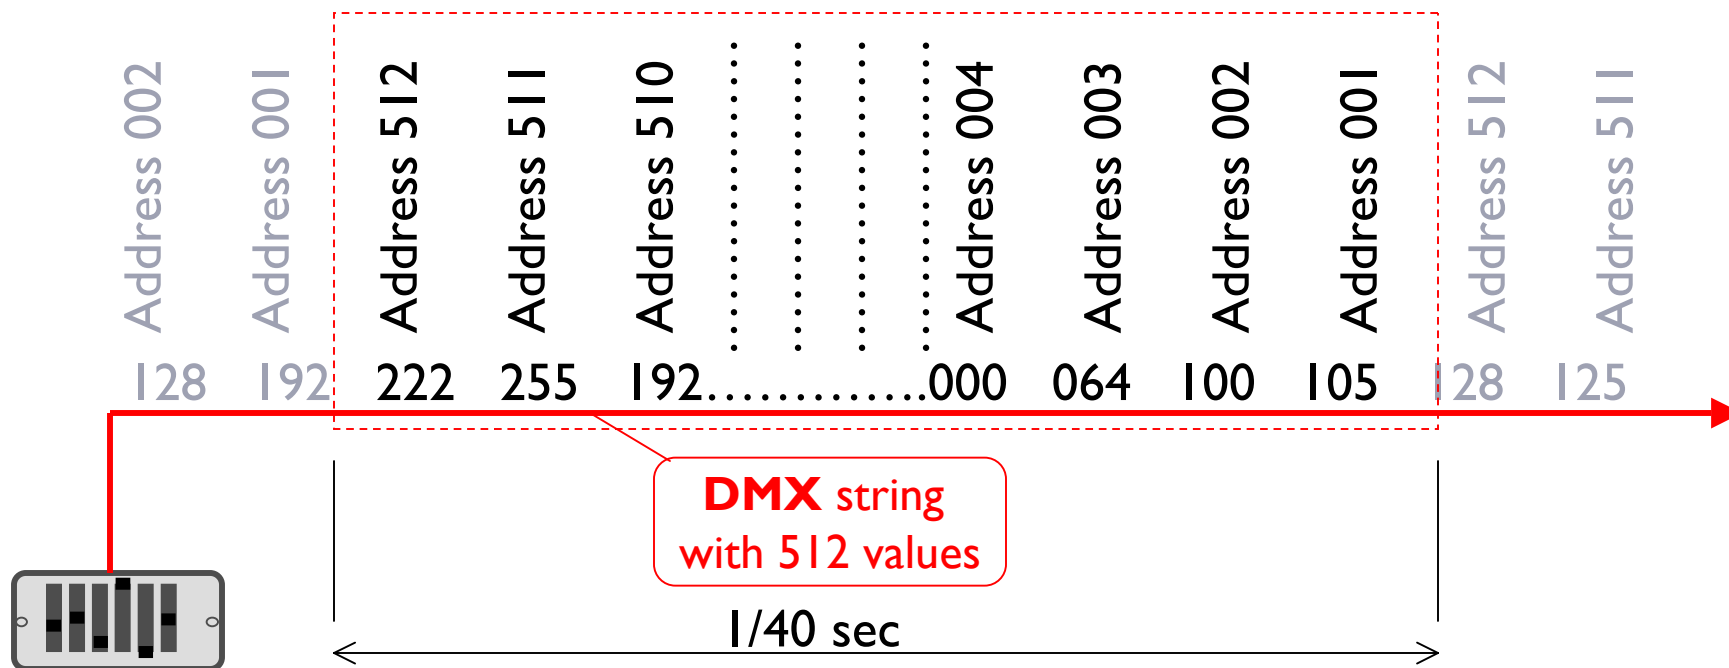 Address 002
Address 001
Address 512
Address 511
Address 510
Address 004
Address 003
Address 002
Address 001
Address 512
Address 511
128 192 222 255 192.............000 064 100 105 128 125
DMX string
with 512 values
1/40 sec